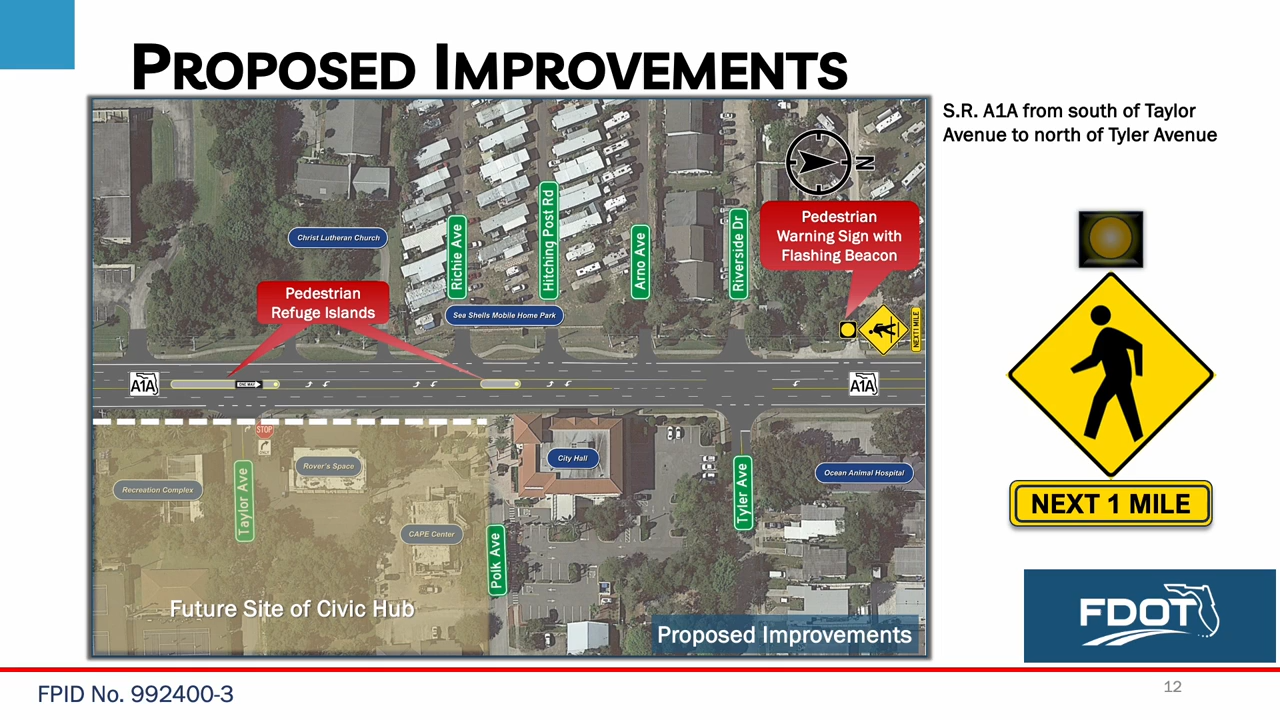 PROPOSED IMPROVEMENTS
S.R. A1A from south of Taylor
Avenue to north of Tyler Avenue
N
Pedestrian
Warning Sign with
Flashing Beacon
Christ Lutheran Church
Richie Ave
Hitching Post Rd
Arno Ave
Riverside Dr
Pedestrian
Refuge Islands
Sea Shells Mobile Home Park
NEXT 1 MILE
A1A
ONE WAY
A1A
STOP
Recreation Complex
Taylor Ave
Rover's Space
CAPE Center
City Hall
Polk Ave
Tyler Ave
Ocean Animal Hospital
Future Site of Civic Hub
Proposed Improvements
NEXT 1 MILE
FDOT
FPID No. 992400-3
12